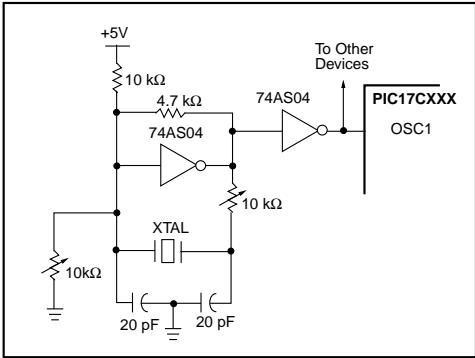 +5V
To Other
Devices
10 kΩ
4.7 kΩ
74AS04
PIC17CXXX
74AS04
OSC1
10 kΩ
XTAL
10kΩ
20 pF
20 pF